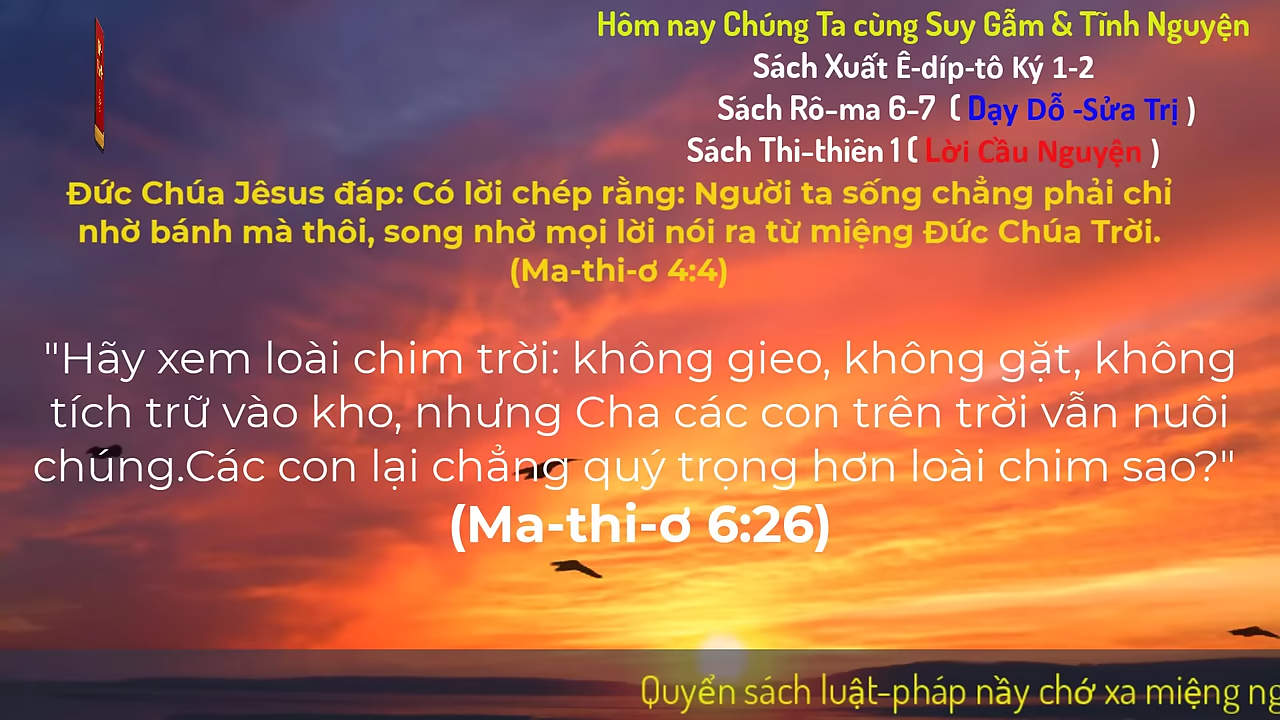 Hôm nay Chúng Ta cùng Suy Gẫm & Tĩnh Nguyện
Sách Xuất Ê-díp-tô Ký 1-2
Sách Rô-ma 6-7 ( Dạy Dỗ -Sửa Trị )
Sách Thi-thiên 1 ( Lời Cầu Nguyện )
Đức Chúa Jêsus đáp: Có lời chép rằng: Người ta sống chẳng phải chỉ
nhờ bánh mà thôi, song nhờ mọi lời nói ra từ miệng Đức Chúa Trời.
(Ma-thi-ơ 4:4)
"Hãy xem loài chim trời: không gieo, không gặt, không
tích trữ vào kho, nhưng Cha các con trên trời vẫn nuôi
chúng.Các con lại chẳng quý trọng hơn loài chim sao?"
(Ma-thi-ơ 6:26)
Quyển sách luật-pháp nầy chớ xa miệng ng